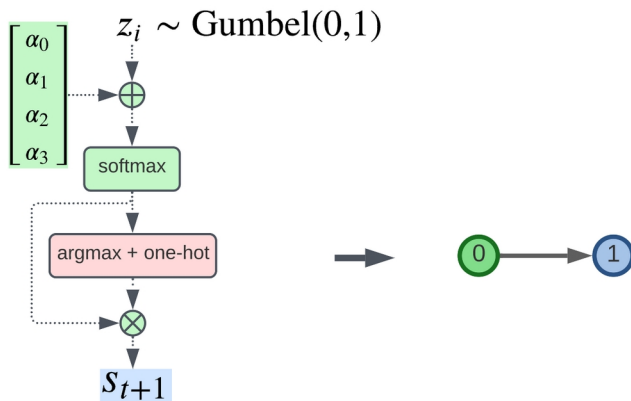 z_i ∼ Gumbel(0,1)
α_0
α_1
α_2
α_3
softmax
argmax + one-hot
s_{t+1}
0
1